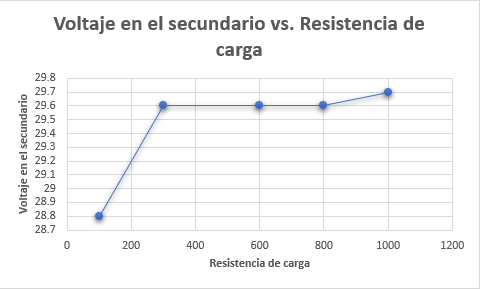 Voltaje en el secundario vs. Resistencia de
carga
Voltaje en el secundario
29.8
29.7
29.6
29.5
29.4
29.3
29.2
29.1
29
28.9
28.8
28.7
0 200 400 600 800 1000 1200
Resistencia de carga